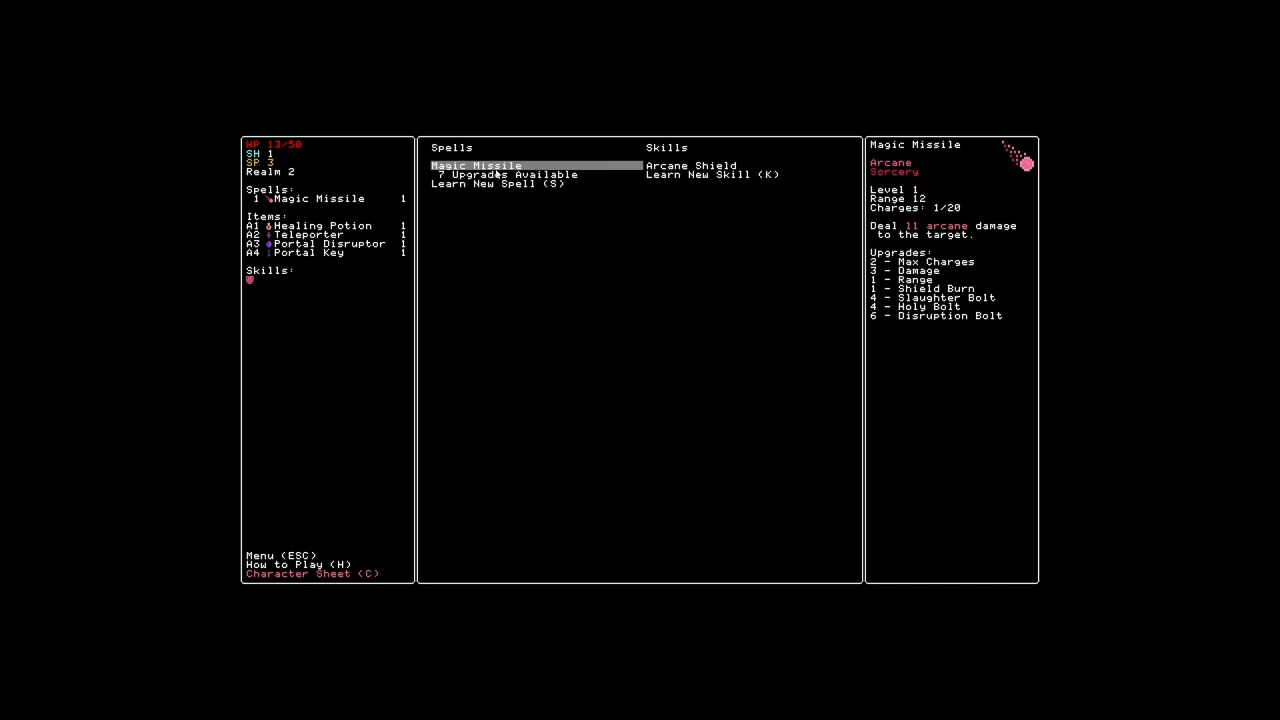 HP 13/50
SH 1
SP 3
Realm 2
Spells:
1 Magic Missile 1
Items:
A1 Healing Potion 1
A2 Teleporter 1
A3 Portal Disruptor 1
A4 Portal Key 1
Skills:
Menu (ESC)
How to Play (H)
Character Sheet (C)
Spells
Magic Missile
7 Upgrades Available
Learn New Spell (S)
Skills
Arcane Shield
Learn New Skill (K)
Magic Missile
Arcane
Sorcery
Level 1
Range 12
Charges: 1/20
Deal 11 arcane damage
to the target.
Upgrades:
2 - Max Charges
3 - Damage
1 - Range
1 - Shield Burn
4 - Slaughter Bolt
4 - Holy Bolt
6 - Disruption Bolt